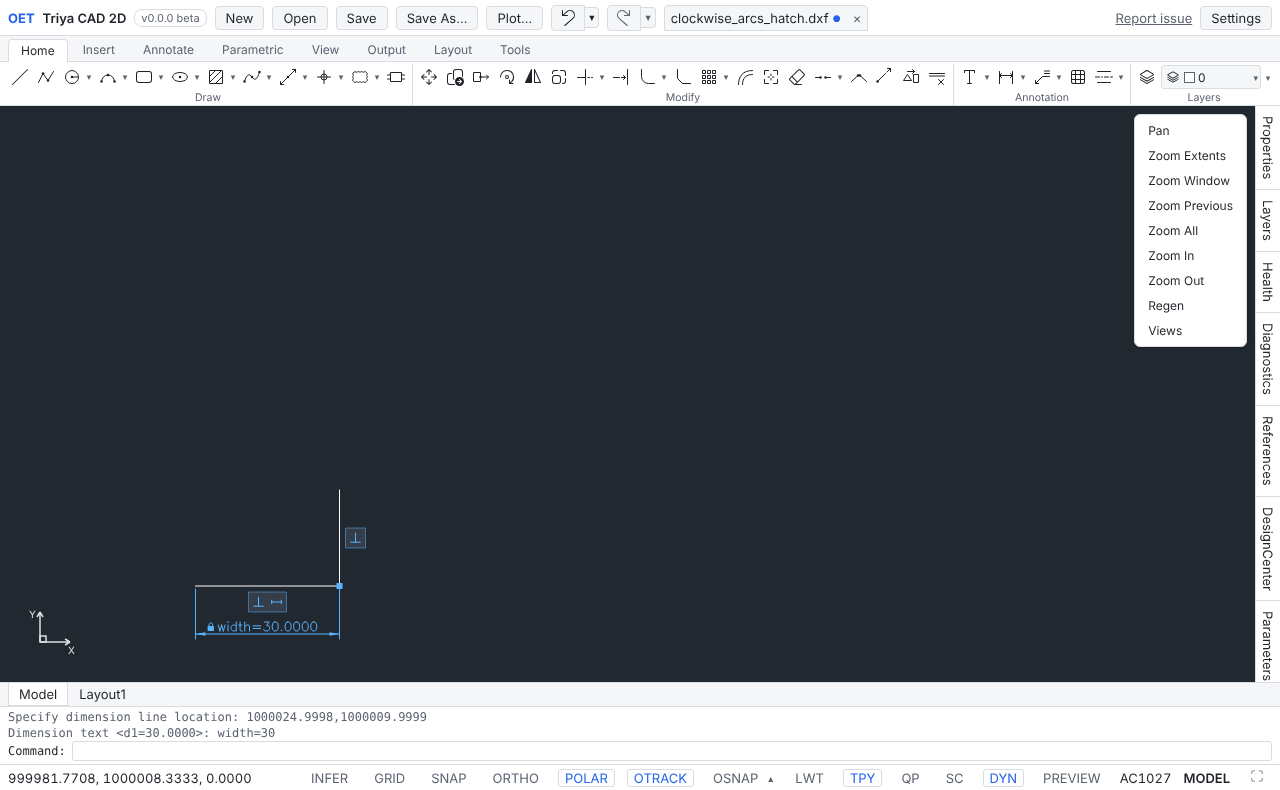 OET Triya CAD 2D v0.0.0 beta New Open Save Save As... Plot... clockwise_arcs_hatch.dxf × Report issue Settings
Home Insert Annotate Parametric View Output Layout Tools
0
Draw Modify Annotation Layers
Pan
Zoom Extents
Zoom Window
Zoom Previous
Zoom All
Zoom In
Zoom Out
Regen
Views
Properties
Layers
Health
Diagnostics
References
DesignCenter
Parameters
width=30.0000
Y
X
Model Layout1
Specify dimension line location: 1000024.9998,1000009.9999
Dimension text <d1=30.0000>: width=30
Command:
999981.7708, 1000008.3333, 0.0000 INFER GRID SNAP ORTHO POLAR OTRACK OSNAP LWT TPY QP SC DYN PREVIEW AC1027 MODEL